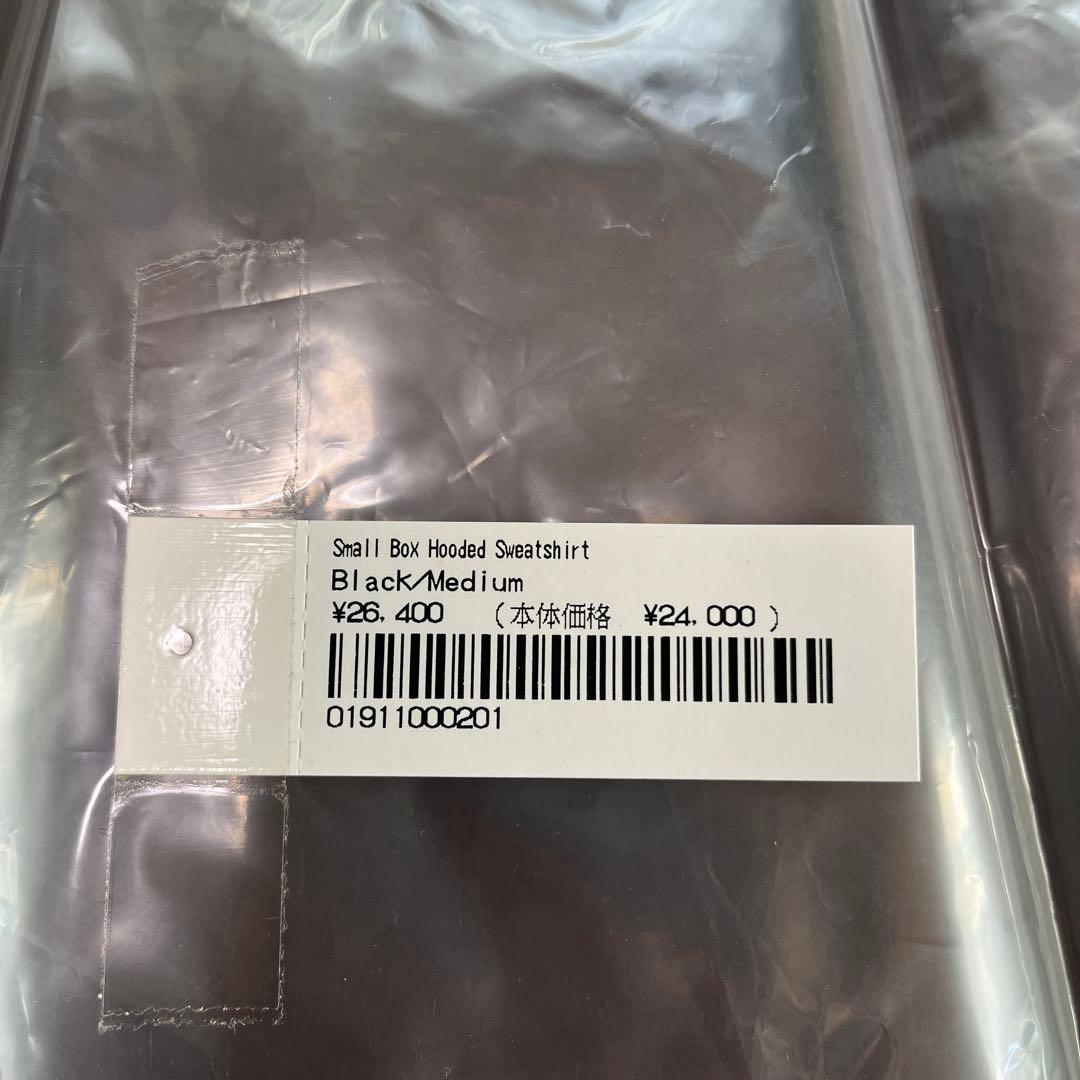 Small Box Hooded Sweatshirt
Black/Medium
¥26,400 (本体価格 ¥24,000)
01911000201